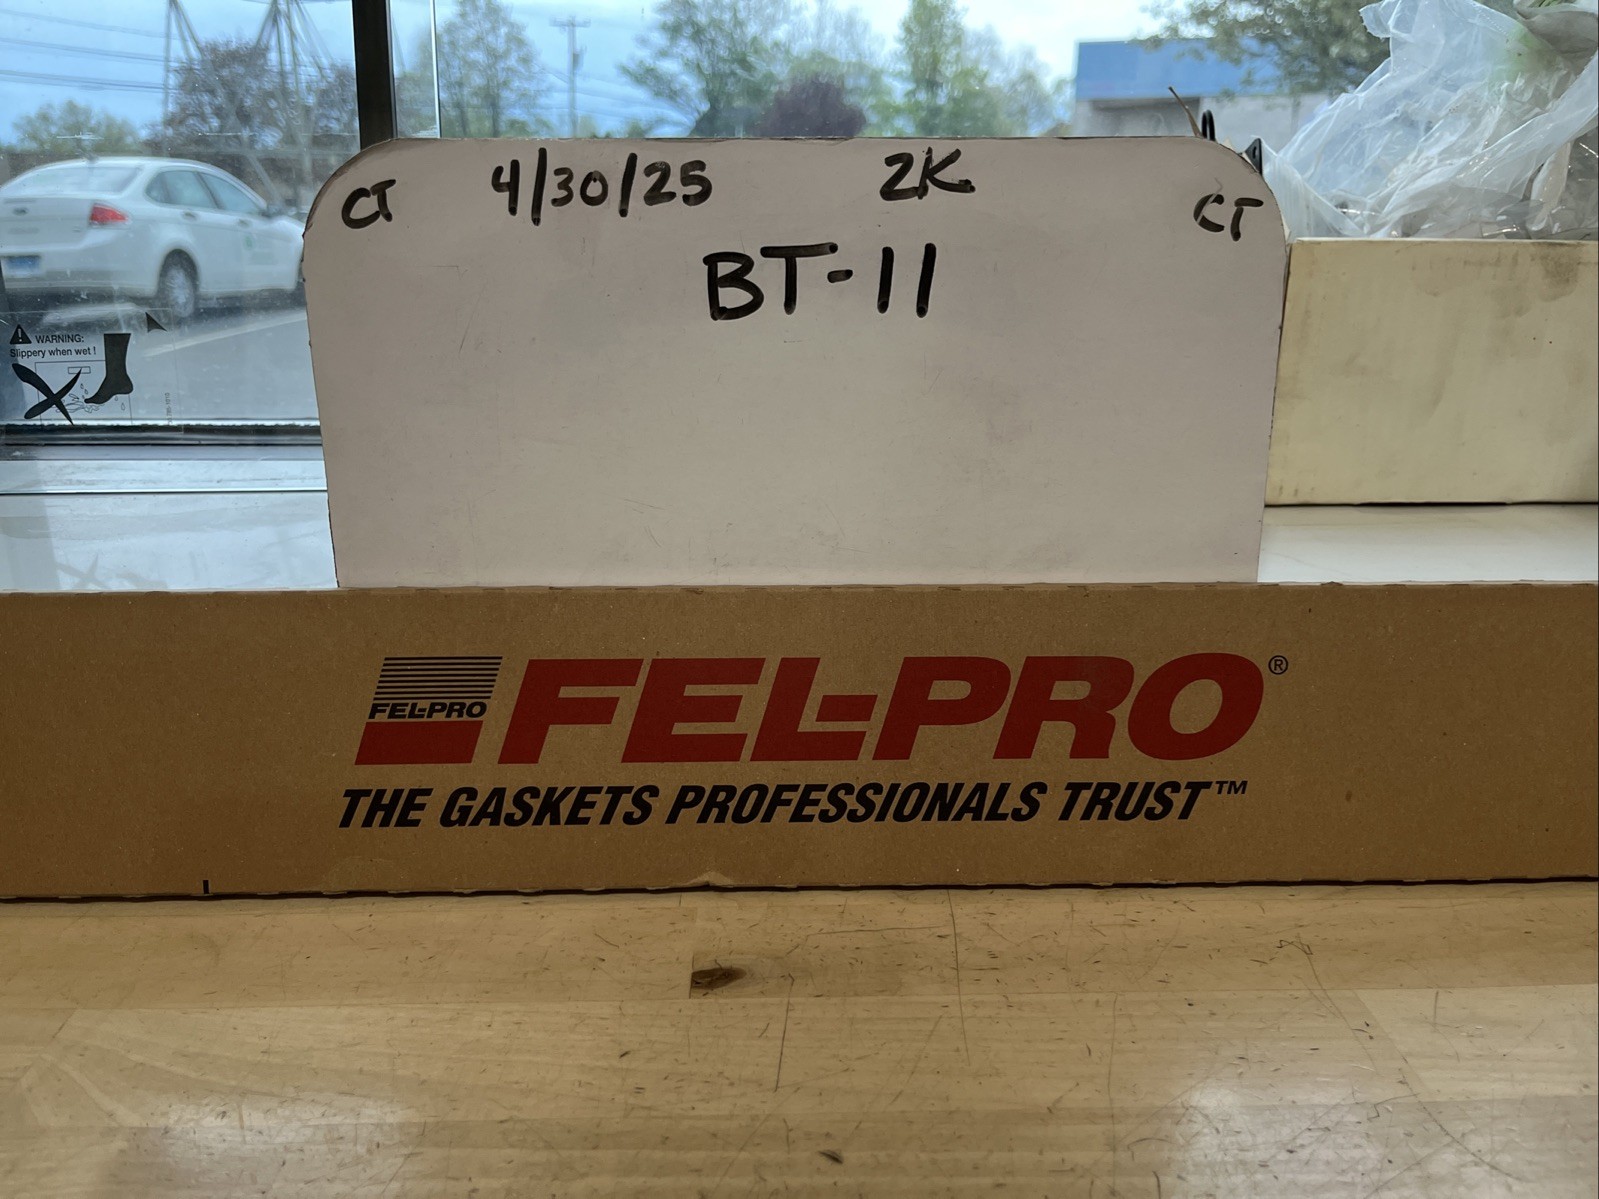 4/30/25 2K
CT CT
BT-11
WARNING:
Slippery when wet !
FEL-PRO
FEL-PRO®
THE GASKETS PROFESSIONALS TRUST™